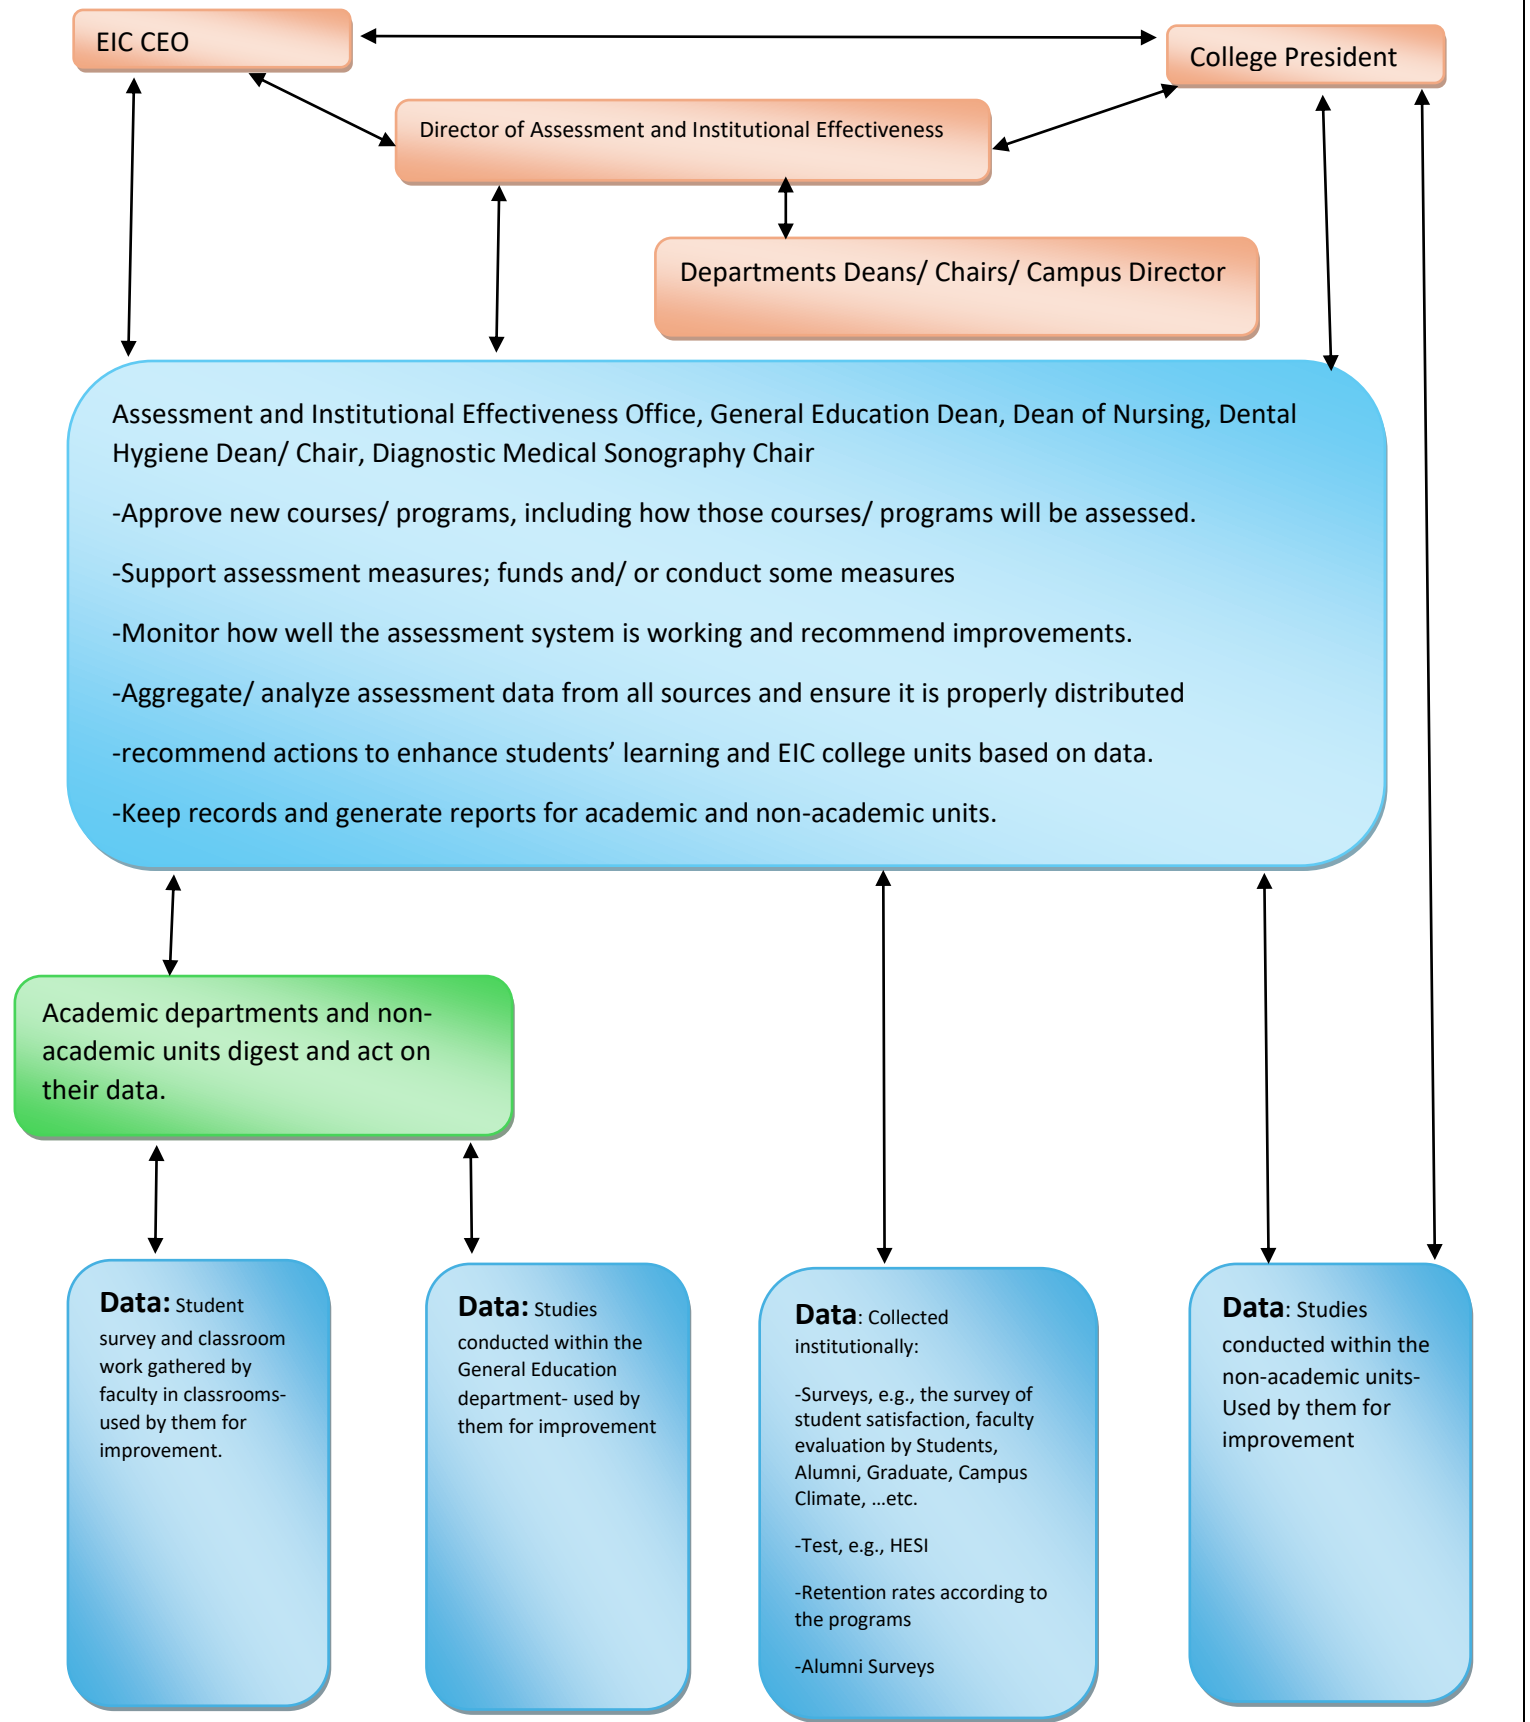 EIC CEO
College President
Director of Assessment and Institutional Effectiveness
Departments Deans/ Chairs/ Campus Director
Assessment and Institutional Effectiveness Office, General Education Dean, Dean of Nursing, Dental
Hygiene Dean/ Chair, Diagnostic Medical Sonography Chair
-Approve new courses/ programs, including how those courses/ programs will be assessed.
-Support assessment measures; funds and/ or conduct some measures
-Monitor how well the assessment system is working and recommend improvements.
-Aggregate/ analyze assessment data from all sources and ensure it is properly distributed
-recommend actions to enhance students’ learning and EIC college units based on data.
-Keep records and generate reports for academic and non-academic units.
Academic departments and non-
academic units digest and act on
their data.
Data: Student
survey and classroom
work gathered by
faculty in classrooms-
used by them for
improvement.
Data: Studies
conducted within the
General Education
department- used by
them for improvement
Data: Collected
institutionally:
-Surveys, e.g., the survey of
student satisfaction, faculty
evaluation by Students,
Alumni, Graduate, Campus
Climate, …etc.
-Test, e.g., HESI
-Retention rates according to
the programs
-Alumni Surveys
Data: Studies
conducted within the
non-academic units-
Used by them for
improvement